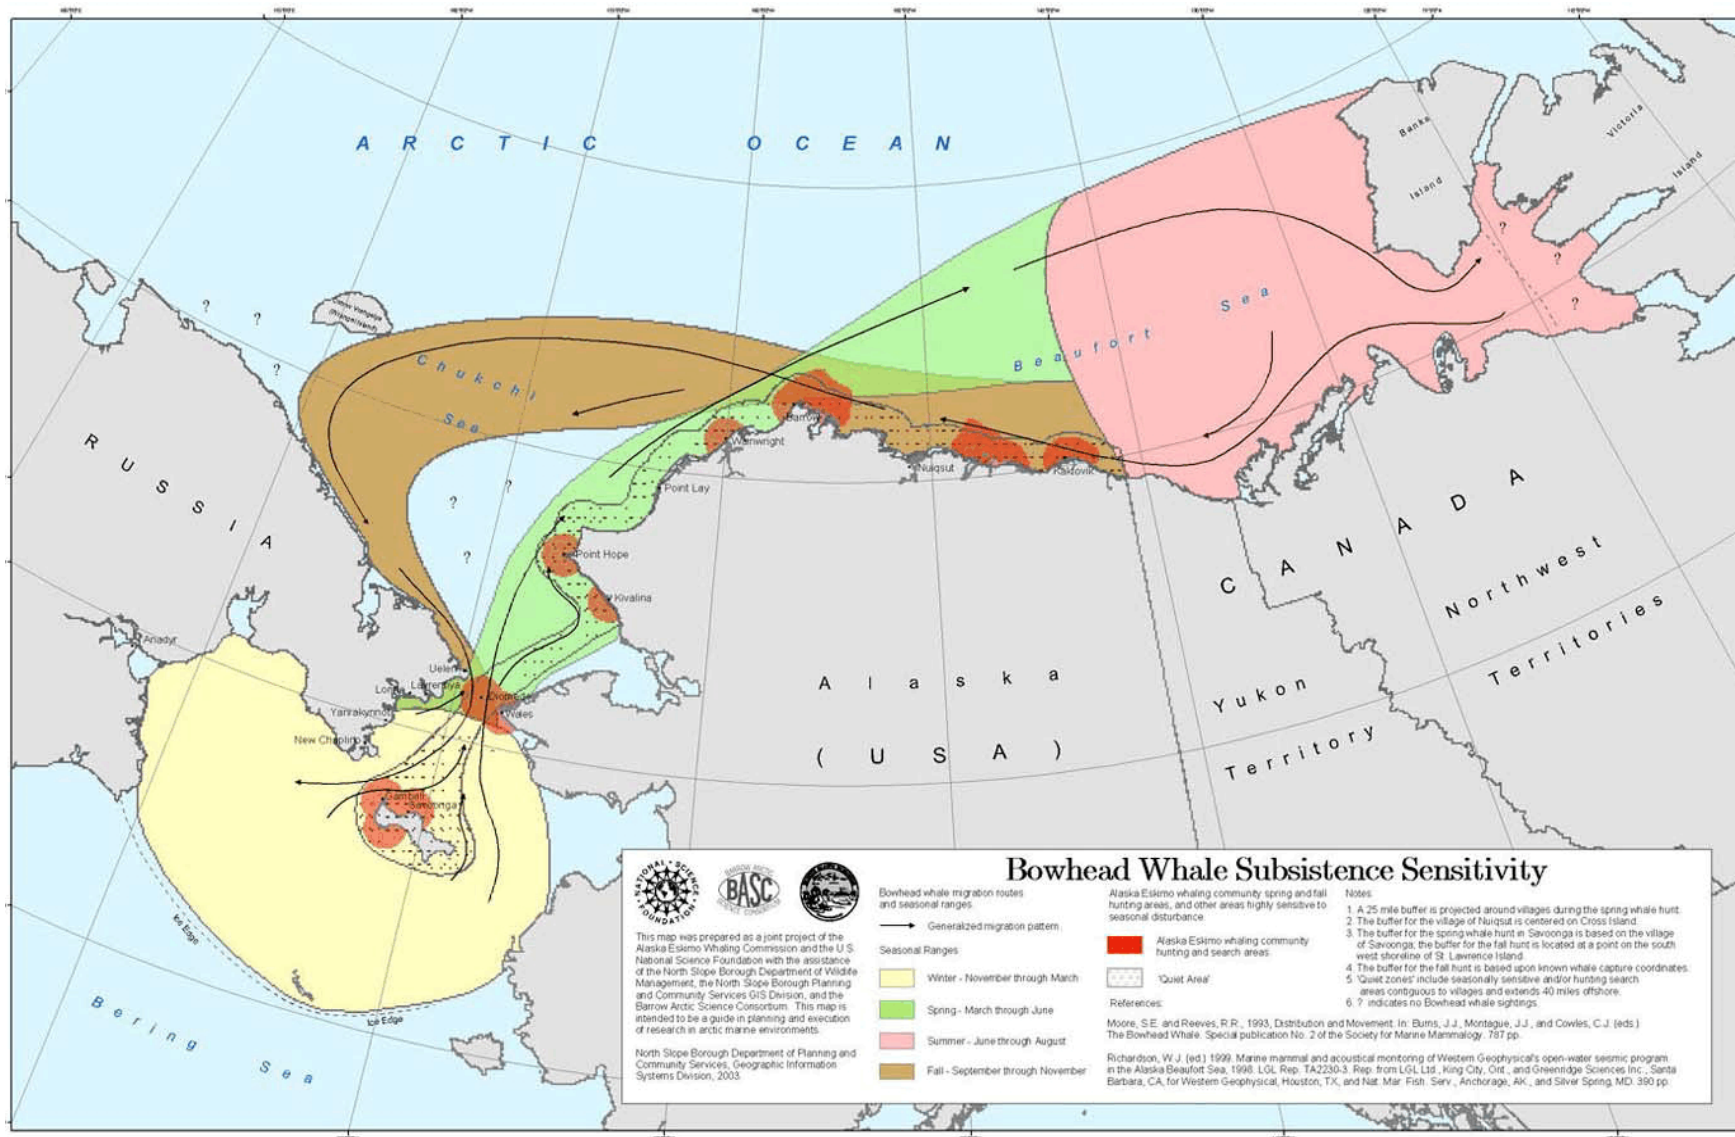 ARCTIC OCEAN
Banks
Island
Victoria
Island
Chukchi
Sea
Beaufort Sea
RUSSIA
? ? ?
? ? ?
? ? ?
Barrow
Wainwright
Point Lay
Nuiqsut
Kaktovik
Point Hope
Kivalina
Anadyr
Uelen
Lavrentiya
Diomede
Wales
Yanrakynnot
New Chaplino
Gambell
Savoonga
Alaska
(USA)
CANADA
Northwest
Territories
Yukon
Territory
Ice Edge
Ice Edge
Bering Sea
Bowhead Whale Subsistence Sensitivity
NATIONAL SCIENCE FOUNDATION
BARROW ARCTIC
BASC
SCIENCE CONSORTIUM
This map was prepared as a joint project of the
Alaska Eskimo Whaling Commission and the U.S.
National Science Foundation with the assistance
of the North Slope Borough Department of Wildlife
Management, the North Slope Borough Planning
and Community Services GIS Division, and the
Barrow Arctic Science Consortium. This map is
intended to be a guide in planning and execution
of research in arctic marine environments.
North Slope Borough Department of Planning and
Community Services, Geographic Information
Systems Division, 2003.
Bowhead whale migration routes
and seasonal ranges.
Generalized migration pattern
Seasonal Ranges
Winter - November through March
Spring - March through June
Summer - June through August
Fall - September through November
Alaska Eskimo whaling community spring and fall
hunting areas, and other areas highly sensitive to
seasonal disturbance.
Alaska Eskimo whaling community
hunting and search areas
'Quiet Area'
Notes:
1. A 25 mile buffer is projected around villages during the spring whale hunt.
2. The buffer for the village of Nuiqsut is centered on Cross Island.
3. The buffer for the spring whale hunt in Savoonga is based on the village
of Savoonga; the buffer for the fall hunt is located at a point on the south
west shoreline of St. Lawrence Island.
4. The buffer for the fall hunt is based upon known whale capture coordinates.
5. 'Quiet zones' include seasonally sensitive and/or hunting search
areas contiguous to villages and extends 40 miles offshore.
6. ? indicates no Bowhead whale sightings.
References:
Moore, S.E. and Reeves, R.R., 1993, Distribution and Movement. In: Burns, J.J., Montague, J.J., and Cowles, C.J. (eds.)
The Bowhead Whale. Special publication No. 2 of the Society for Marine Mammalogy. 787 pp.
Richardson, W.J. (ed.) 1999. Marine mammal and acoustical monitoring of Western Geophysical's open-water seismic program
in the Alaska Beaufort Sea, 1998. LGL Rep. TA2230-3. Rep. from LGL Ltd., King City, Ont., and Greenridge Sciences Inc., Santa
Barbara, CA, for Western Geophysical, Houston, TX, and Nat. Mar. Fish. Serv., Anchorage, AK, and Silver Spring, MD. 390 pp.